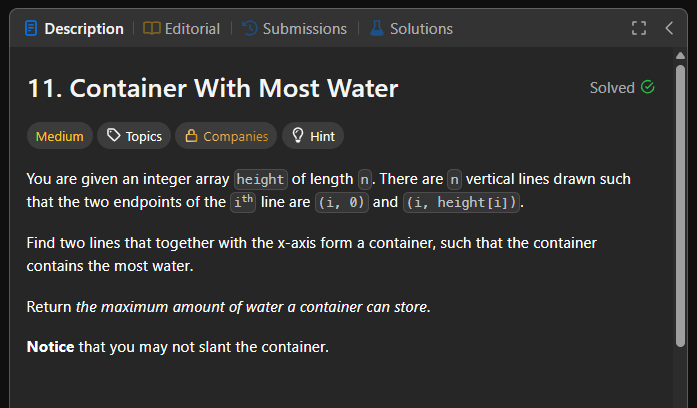 Description Editorial Submissions Solutions
11. Container With Most Water Solved
Medium Topics Companies Hint
You are given an integer array height of length n. There are n vertical lines drawn such
that the two endpoints of the ith line are (i, 0) and (i, height[i]).
Find two lines that together with the x-axis form a container, such that the container
contains the most water.
Return the maximum amount of water a container can store.
Notice that you may not slant the container.